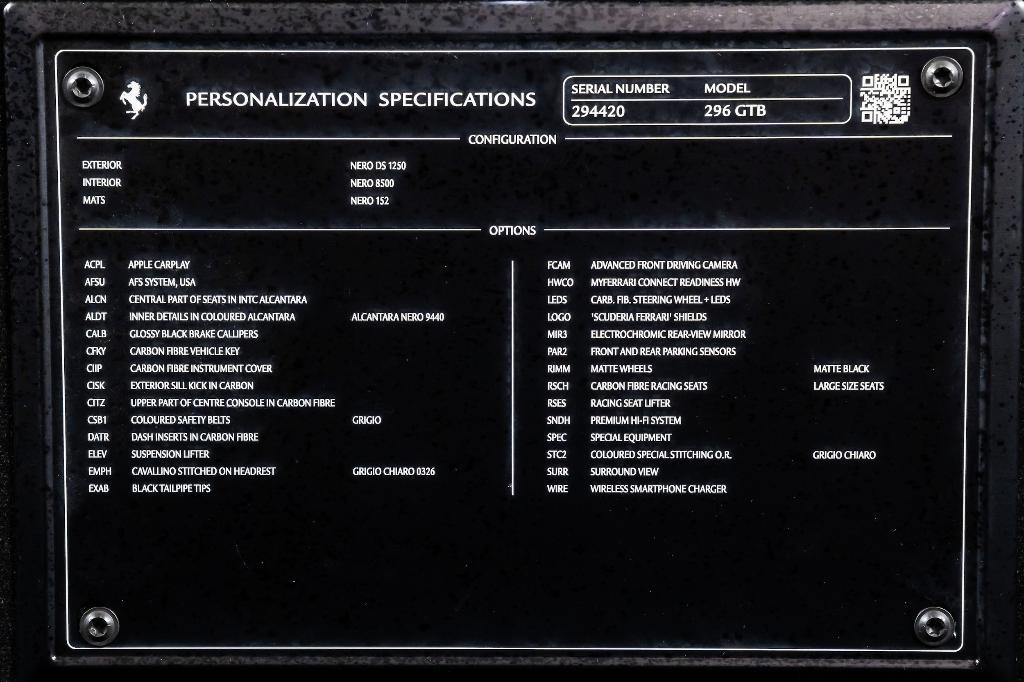 PERSONALIZATION SPECIFICATIONS
SERIAL NUMBER MODEL
294420 296 GTB
CONFIGURATION
EXTERIOR NERO DS 1250
INTERIOR NERO 8500
MATS NERO 152
OPTIONS
ACPL APPLE CARPLAY
AFSU AFS SYSTEM, USA
ALCN CENTRAL PART OF SEATS IN INTC ALCANTARA
ALDT INNER DETAILS IN COLOURED ALCANTARA ALCANTARA NERO 9440
CALB GLOSSY BLACK BRAKE CALLIPERS
CFKY CARBON FIBRE VEHICLE KEY
CIIP CARBON FIBRE INSTRUMENT COVER
CISK EXTERIOR SILL KICK IN CARBON
CITZ UPPER PART OF CENTRE CONSOLE IN CARBON FIBRE
CSB1 COLOURED SAFETY BELTS GRIGIO
DATR DASH INSERTS IN CARBON FIBRE
ELEV SUSPENSION LIFTER
EMPH CAVALLINO STITCHED ON HEADREST GRIGIO CHIARO 0326
EXAB BLACK TAILPIPE TIPS
FCAM ADVANCED FRONT DRIVING CAMERA
HWCO MYFERRARI CONNECT READINESS HW
LEDS CARB. FIB. STEERING WHEEL + LEDS
LOGO 'SCUDERIA FERRARI' SHIELDS
MIR3 ELECTROCHROMIC REAR-VIEW MIRROR
PAR2 FRONT AND REAR PARKING SENSORS
RIMM MATTE WHEELS MATTE BLACK
RSCH CARBON FIBRE RACING SEATS LARGE SIZE SEATS
RSES RACING SEAT LIFTER
SNDH PREMIUM HI-FI SYSTEM
SPEC SPECIAL EQUIPMENT
STC2 COLOURED SPECIAL STITCHING O.R. GRIGIO CHIARO
SURR SURROUND VIEW
WIRE WIRELESS SMARTPHONE CHARGER